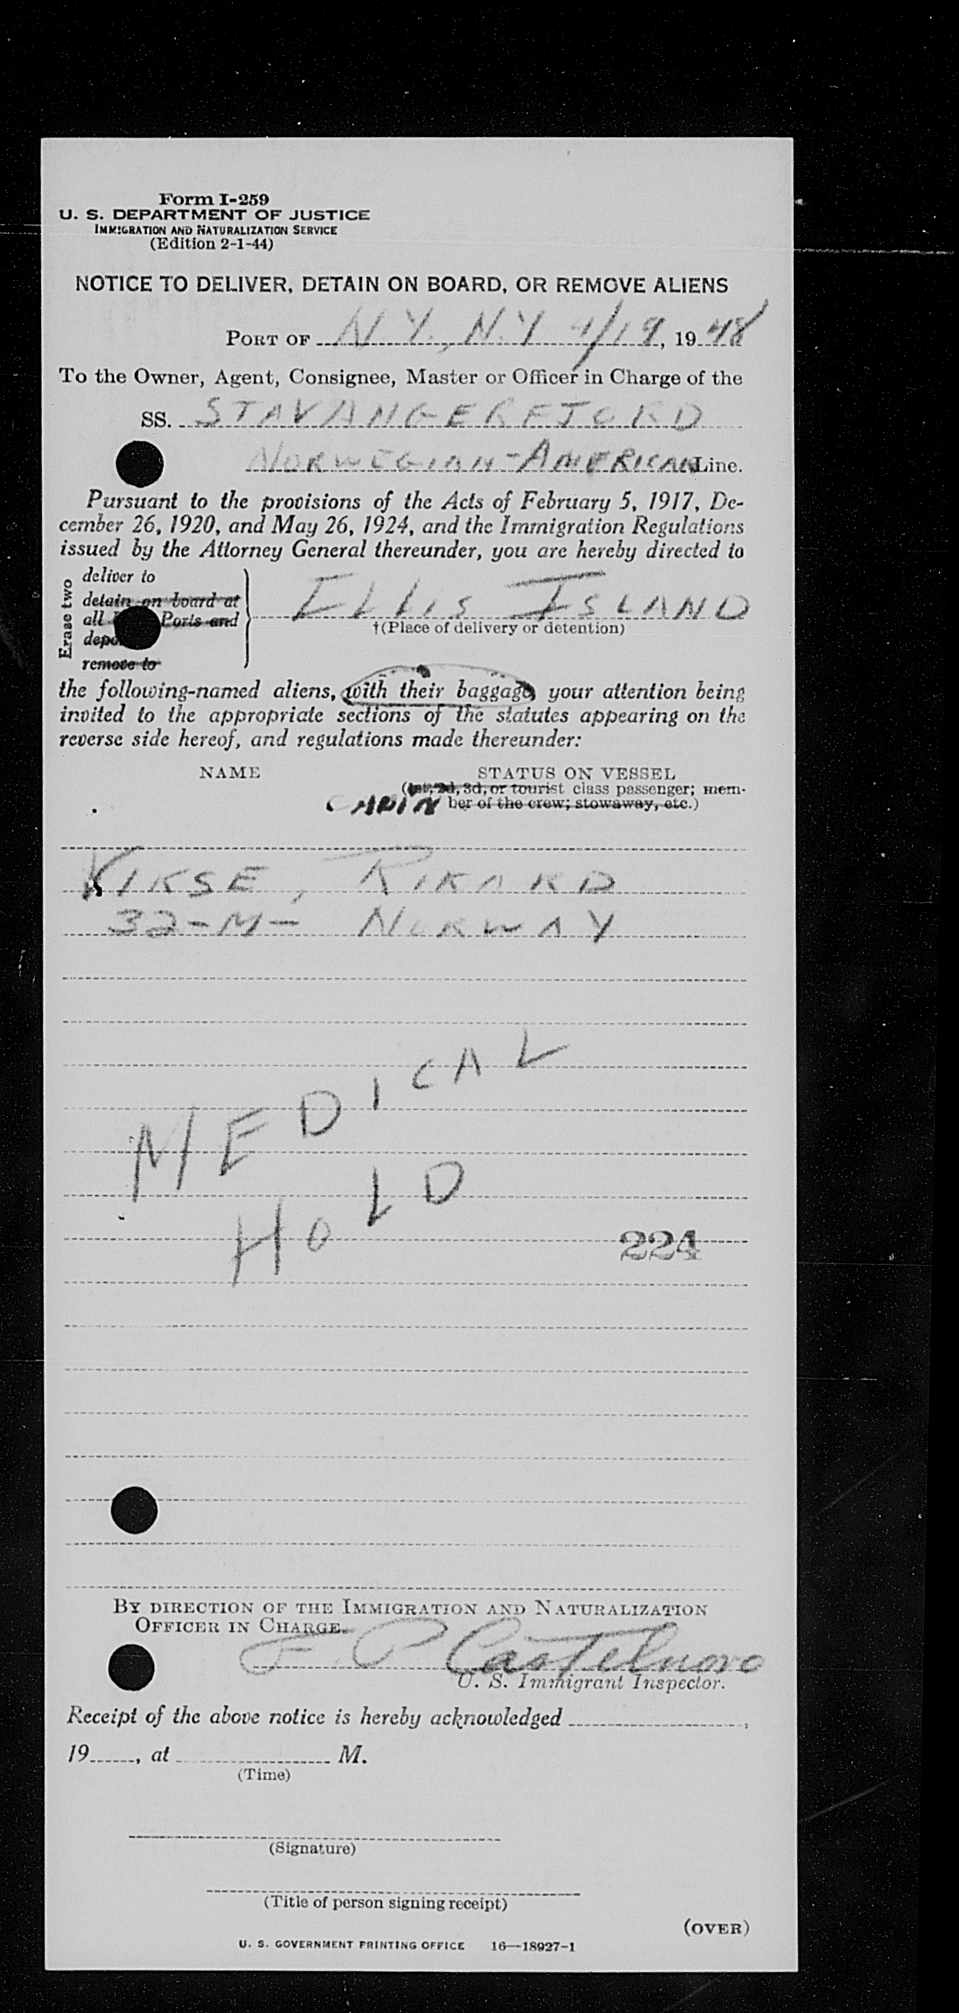 Form I-259
U. S. DEPARTMENT OF JUSTICE
IMMIGRATION AND NATURALIZATION SERVICE
(Edition 2-1-44)
NOTICE TO DELIVER, DETAIN ON BOARD, OR REMOVE ALIENS
PORT OF N.Y., N.Y 4/19, 1948
To the Owner, Agent, Consignee, Master or Officer in Charge of the
SS. STAVANGERFJORD
NORWEGIAN-AMERICAN Line.
Pursuant to the provisions of the Acts of February 5, 1917, De-
cember 26, 1920, and May 26, 1924, and the Immigration Regulations
issued by the Attorney General thereunder, you are hereby directed to
Erase two
deliver to
detain on board at
all Ports and
remove to
ELLIS ISLAND
†(Place of delivery or detention)
the following-named aliens, with their baggage, your attention being
invited to the appropriate sections of the statutes appearing on the
reverse side hereof, and regulations made thereunder:
NAME STATUS ON VESSEL
(1st, 2d, 3d, or tourist class passenger; mem-
CABIN ber of the crew; stowaway, etc.)
VIKSE, RIKARD
32-M- NORWAY
MEDICAL
HOLD
224
BY DIRECTION OF THE IMMIGRATION AND NATURALIZATION
OFFICER IN CHARGE.
F. P. Castelnovo
U. S. Immigrant Inspector.
Receipt of the above notice is hereby acknowledged ,
19 , at M.
(Time)
(Signature)
(Title of person signing receipt)
(OVER)
U. S. GOVERNMENT PRINTING OFFICE 16—18927-1